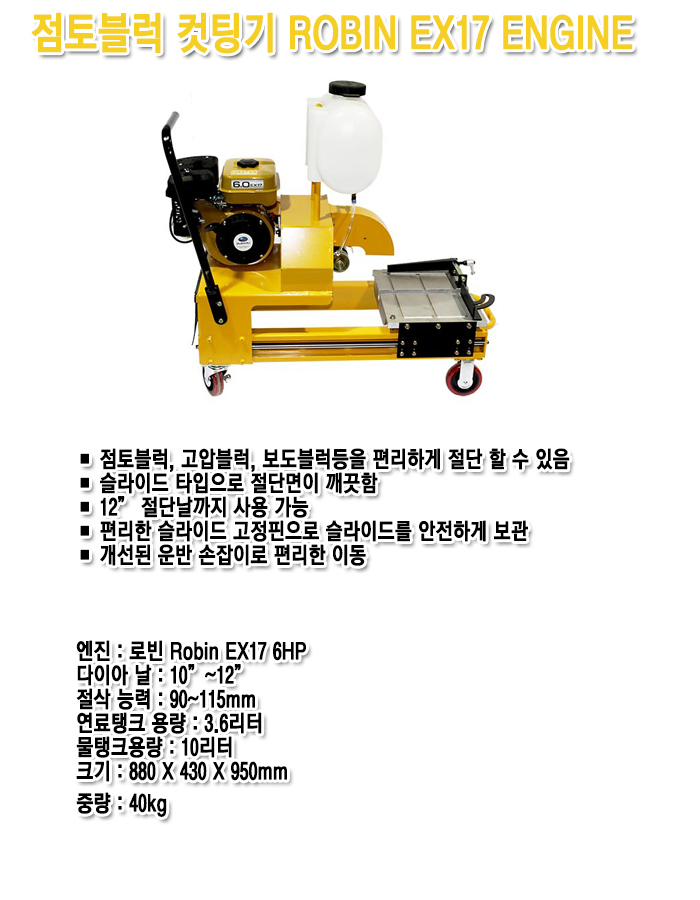 점토블럭 컷팅기 ROBIN EX17 ENGINE
6.0 EX17
■ 점토블럭, 고압블럭, 보도블럭등을 편리하게 절단 할 수 있음
■ 슬라이드 타입으로 절단면이 깨끗함
■ 12” 절단날까지 사용 가능
■ 편리한 슬라이드 고정핀으로 슬라이드를 안전하게 보관
■ 개선된 운반 손잡이로 편리한 이동
엔진 : 로빈 Robin EX17 6HP
다이아 날 : 10” ~12”
절삭 능력 : 90~115mm
연료탱크 용량 : 3.6리터
물탱크용량 : 10리터
크기 : 880 X 430 X 950mm
중량 : 40kg